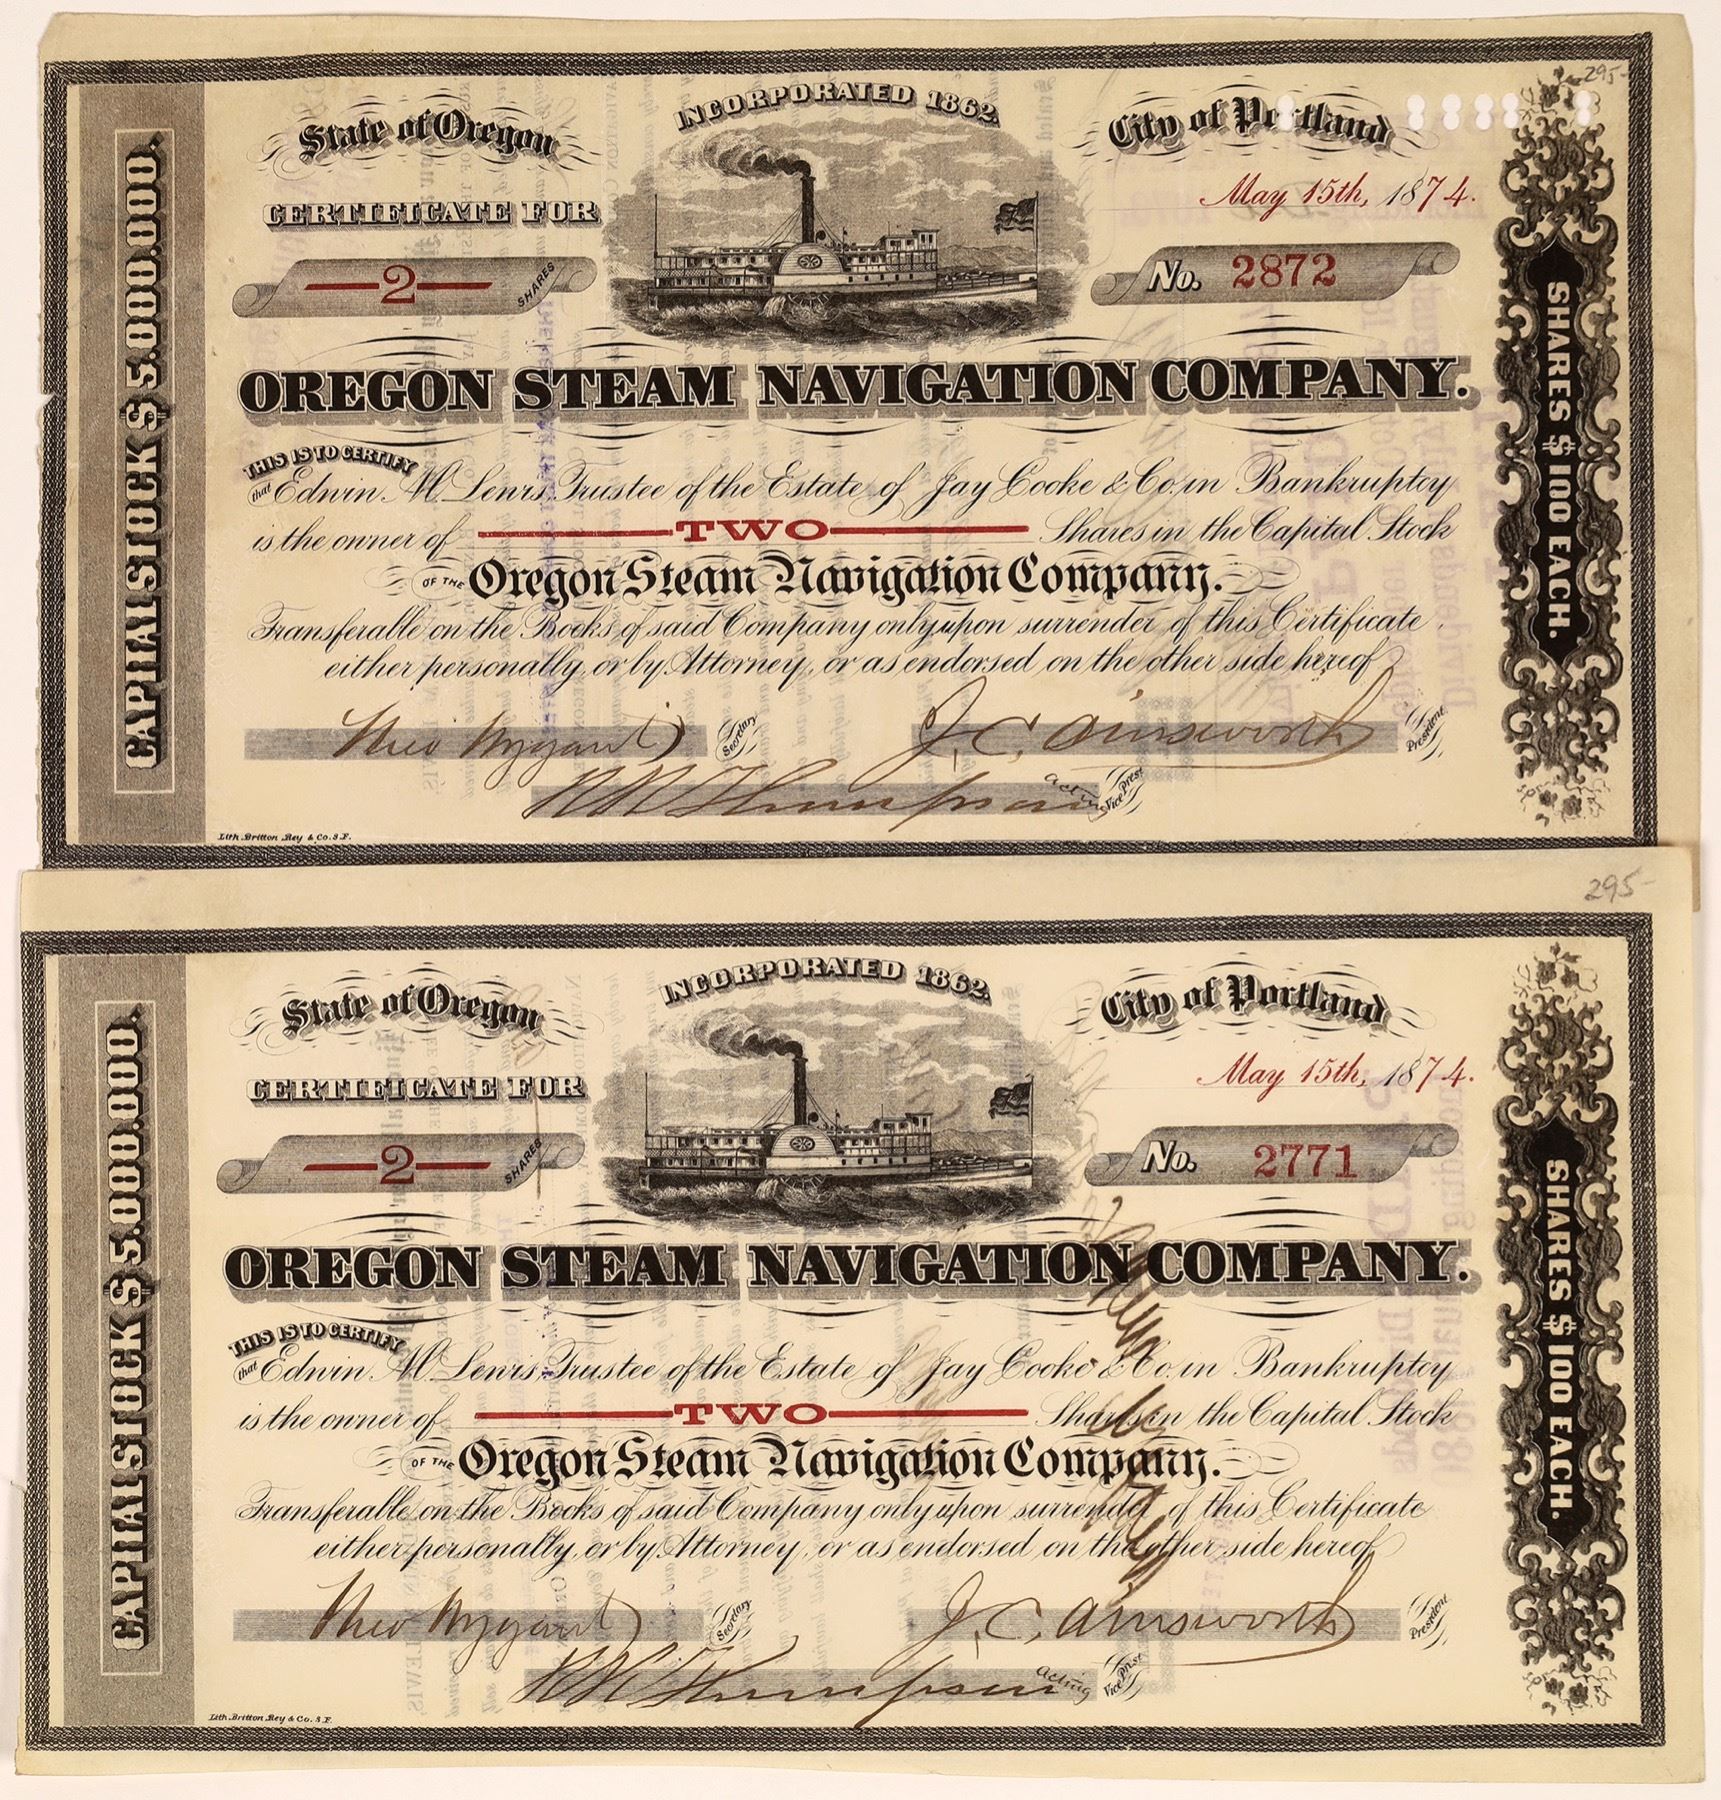 295-
INCORPORATED 1862.
State of Oregon
City of Portland
May 15th, 1874.
CERTIFICATE FOR
2 SHARES
No. 2872
OREGON STEAM NAVIGATION COMPANY.
THIS IS TO CERTIFY
that Edwin M. Lewis, Trustee of the Estate of Jay Cooke & Co. in Bankruptcy
is the owner of TWO Shares in the Capital Stock
OF THE Oregon Steam Navigation Company.
Transferable on the Books of said Company only upon surrender of this Certificate
either personally, or by Attorney, or as endorsed on the other side hereof
Theo Wygant Secretary
J. C. Ainsworth President
R R Thompson acting Vice Prest
Lith. Britton Rey & Co. S.F.
CAPITAL STOCK $ 5.000.000.
SHARES $ 100 EACH.
295-
INCORPORATED 1862.
State of Oregon
City of Portland
May 15th, 1874.
CERTIFICATE FOR
2 SHARES
No. 2771
OREGON STEAM NAVIGATION COMPANY.
THIS IS TO CERTIFY
that Edwin M. Lewis, Trustee of the Estate of Jay Cooke & Co. in Bankruptcy
is the owner of TWO Shares in the Capital Stock
OF THE Oregon Steam Navigation Company.
Transferable on the Books of said Company only upon surrender of this Certificate
either personally, or by Attorney, or as endorsed on the other side hereof
Theo Wygant Secretary
J. C. Ainsworth President
R R Thompson acting Vice Prest
Lith. Britton Rey & Co. S.F.
CAPITAL STOCK $ 5.000.000.
SHARES $ 100 EACH.